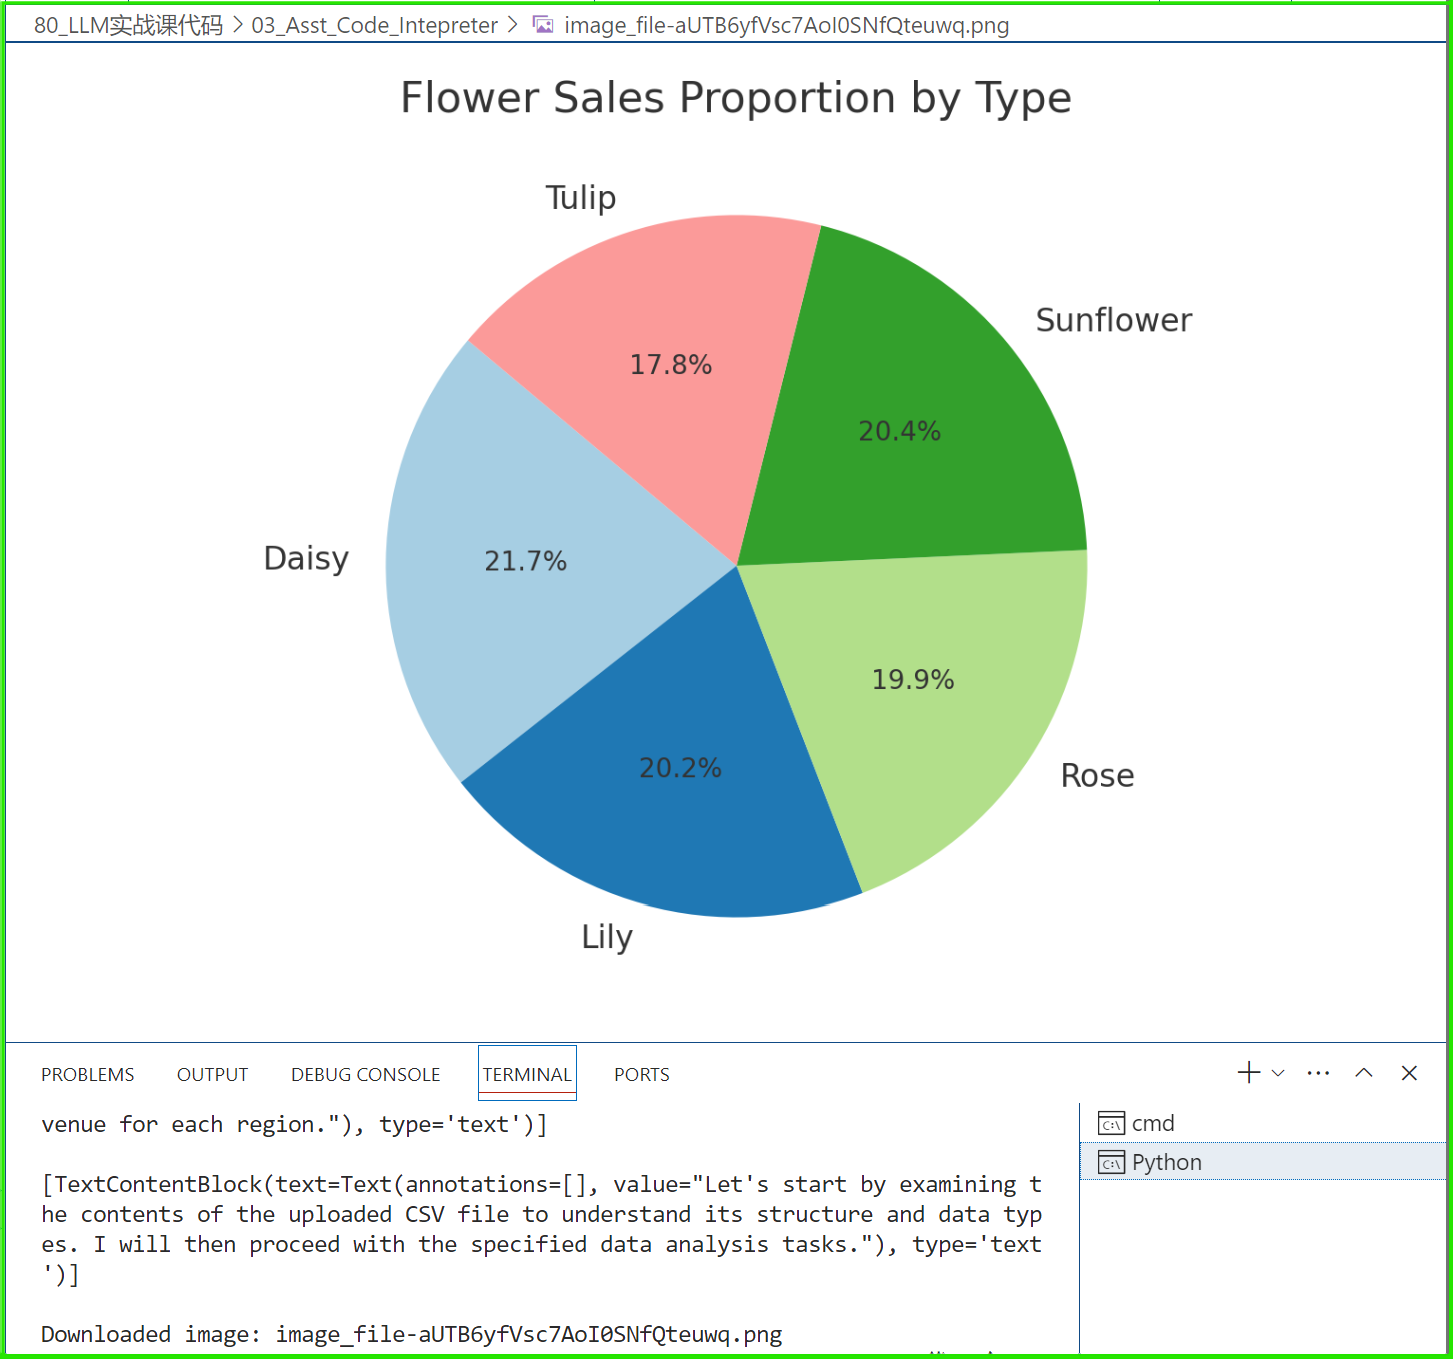 80_LLM实战课代码 > 03_Asst_Code_Intepreter > image_file-aUTB6yfVsc7AoI0SNfQteuwq.png
Flower Sales Proportion by Type
Tulip
Sunflower
17.8%
20.4%
Daisy
21.7%
19.9%
20.2%
Rose
Lily
PROBLEMS OUTPUT DEBUG CONSOLE TERMINAL PORTS
venue for each region."), type='text')]
cmd
Python
[TextContentBlock(text=Text(annotations=[], value="Let's start by examining t
he contents of the uploaded CSV file to understand its structure and data typ
es. I will then proceed with the specified data analysis tasks."), type='text
')]
Downloaded image: image_file-aUTB6yfVsc7AoI0SNfQteuwq.png